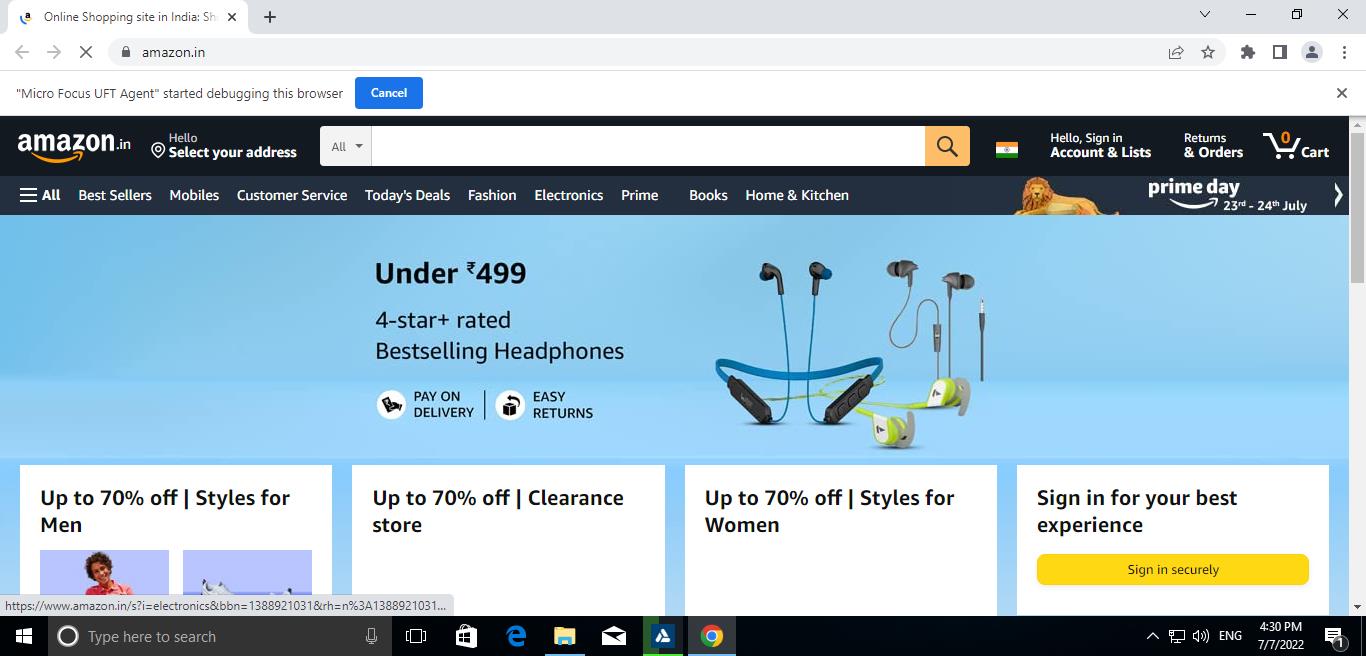 Online Shopping site in India: Sh
amazon.in
"Micro Focus UFT Agent" started debugging this browser
Cancel
amazon.in
Hello
Select your address
All
Hello, Sign in
Account & Lists
Returns
& Orders
0
Cart
All
Best Sellers
Mobiles
Customer Service
Today's Deals
Fashion
Electronics
Prime
Books
Home & Kitchen
prime day
23rd - 24th July
Under ₹499
4-star+ rated
Bestselling Headphones
PAY ON
DELIVERY
EASY
RETURNS
Up to 70% off | Styles for
Men
Up to 70% off | Clearance
store
Up to 70% off | Styles for
Women
Sign in for your best
experience
Sign in securely
https://www.amazon.in/s?i=electronics&bbn=1388921031&rh=n%3A1388921031...
Type here to search
ENG
4:30 PM
7/7/2022
1